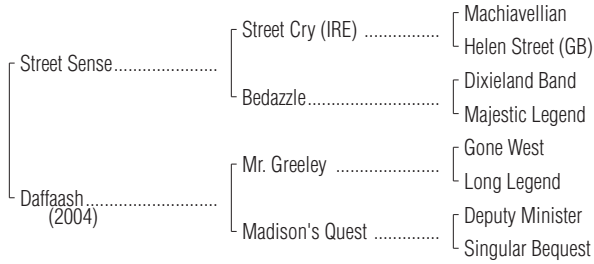 Machiavellian
Street Cry (IRE) ................
Helen Street (GB)
Street Sense......................
Dixieland Band
Bedazzle............................
Majestic Legend
Gone West
Mr. Greeley ......................
Long Legend
Daffaash............................
(2004)
Deputy Minister
Madison's Quest ..............
Singular Bequest